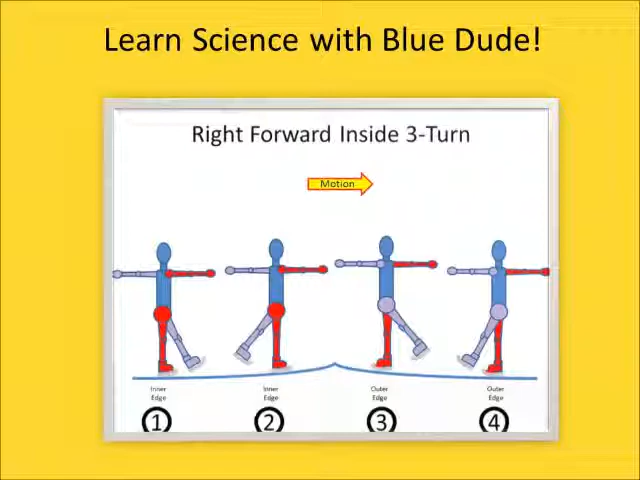 Learn Science with Blue Dude!
Right Forward Inside 3-Turn
Motion
Inner Edge
Inner Edge
Outer Edge
Outer Edge
1 2 3 4